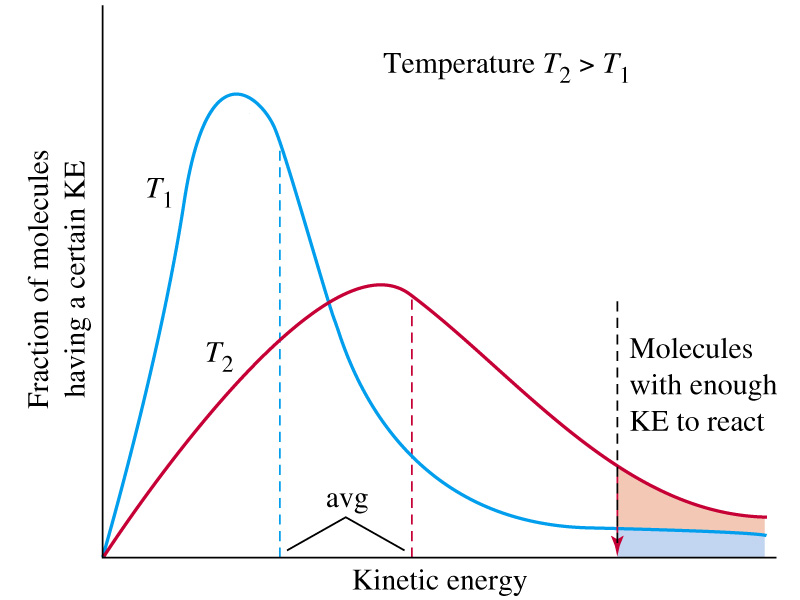 Temperature T2 > T1
Fraction of molecules
having a certain KE
T1
T2
Molecules
with enough
KE to react
avg
Kinetic energy